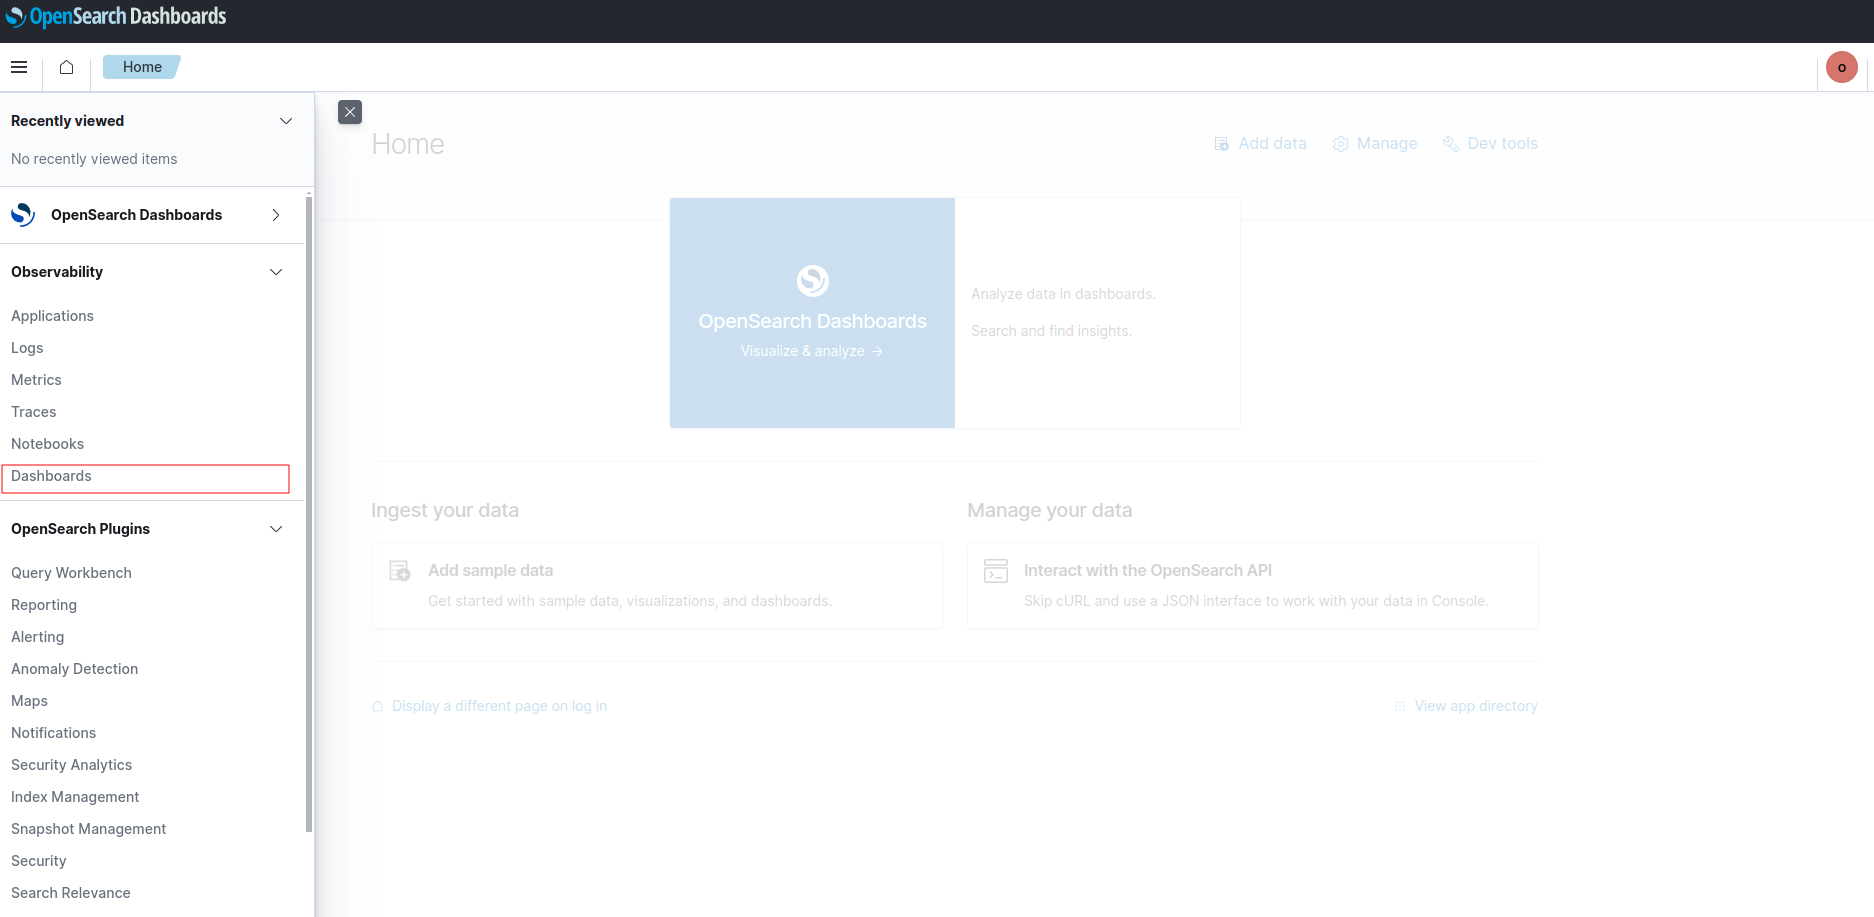 OpenSearch Dashboards
Home
o
Recently viewed
No recently viewed items
OpenSearch Dashboards
Observability
Applications
Logs
Metrics
Traces
Notebooks
Dashboards
OpenSearch Plugins
Query Workbench
Reporting
Alerting
Anomaly Detection
Maps
Notifications
Security Analytics
Index Management
Snapshot Management
Security
Search Relevance
Home
Add data
Manage
Dev tools
OpenSearch Dashboards
Visualize & analyze
Analyze data in dashboards.
Search and find insights.
Ingest your data
Add sample data
Get started with sample data, visualizations, and dashboards.
Manage your data
Interact with the OpenSearch API
Skip cURL and use a JSON interface to work with your data in Console.
Display a different page on log in
View app directory